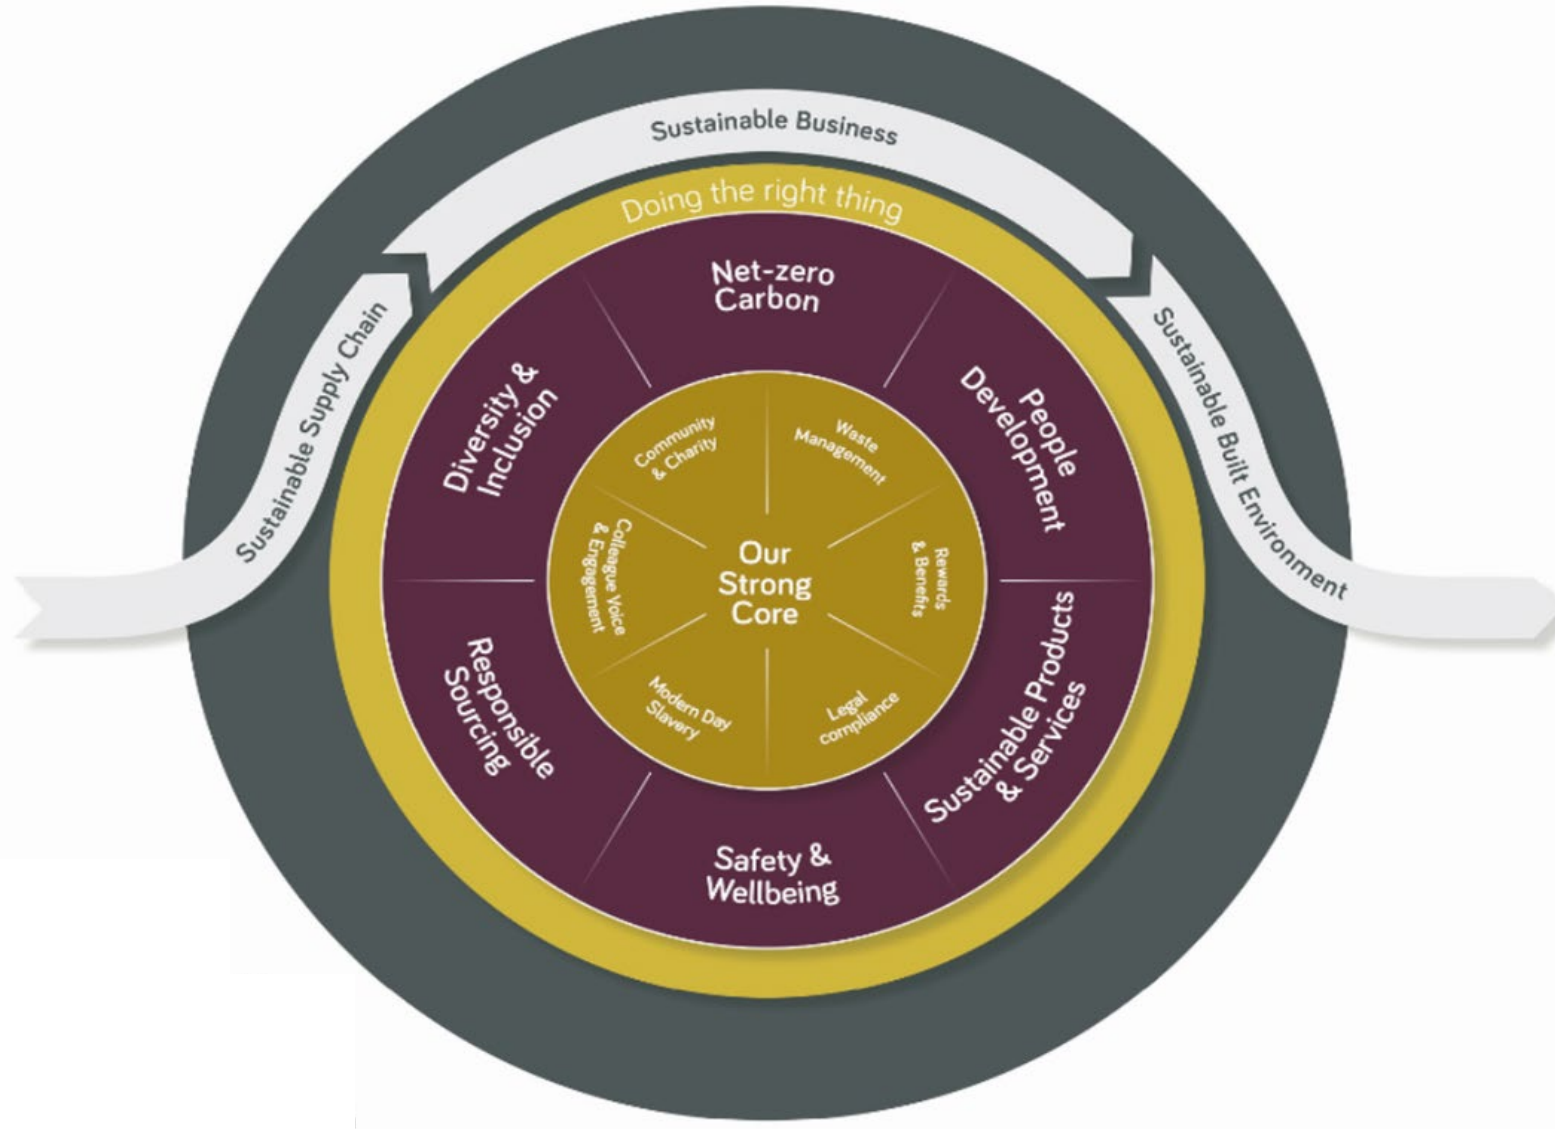 Sustainable Business
Doing the right thing
Sustainable Supply Chain
Sustainable Built Environment
Net-zero
Carbon
People
Development
Sustainable Products
& Services
Safety &
Wellbeing
Responsible
Sourcing
Diversity &
Inclusion
Community
& Charity
Waste
Management
Rewards
& Benefits
Legal
compliance
Modern Day
Slavery
Colleague Voice
& Engagement
Our
Strong
Core